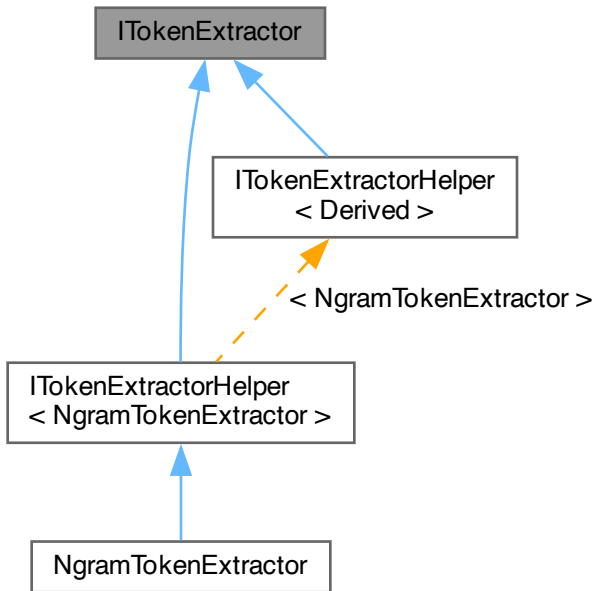 ITokenExtractor
ITokenExtractorHelper
< Derived >
< NgramTokenExtractor >
ITokenExtractorHelper
< NgramTokenExtractor >
NgramTokenExtractor